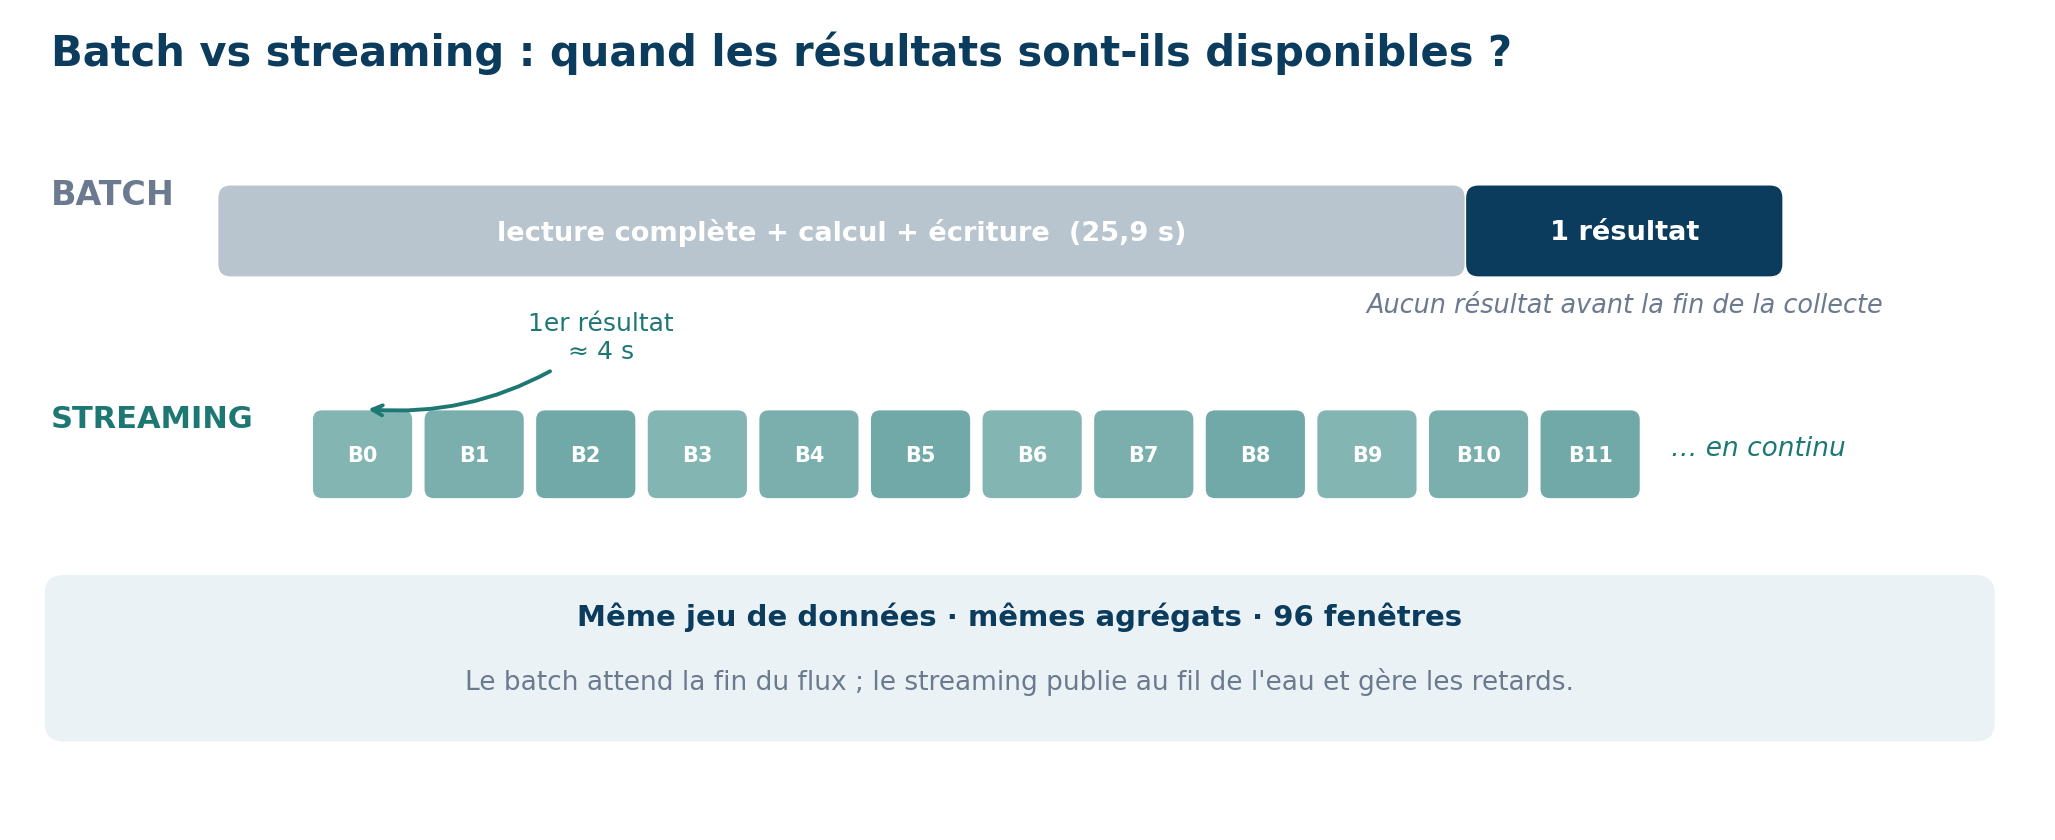 Batch vs streaming : quand les résultats sont-ils disponibles ?
BATCH
lecture complète + calcul + écriture  (25,9 s)
1 résultat
Aucun résultat avant la fin de la collecte
1er résultat
≈ 4 s
STREAMING
B0
B1
B2
B3
B4
B5
B6
B7
B8
B9
B10
B11
... en continu
Même jeu de données · mêmes agrégats · 96 fenêtres
Le batch attend la fin du flux ; le streaming publie au fil de l'eau et gère les retards.